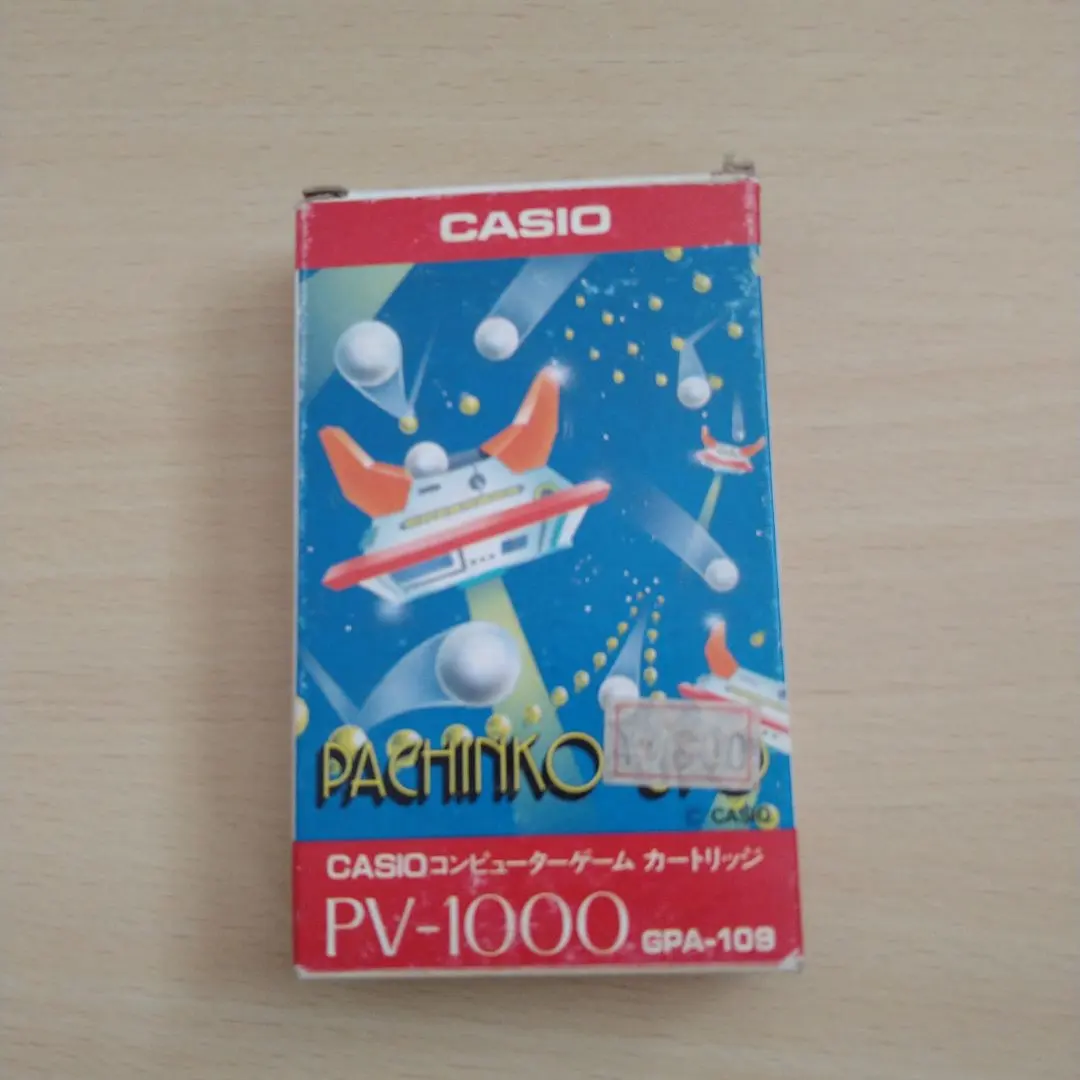 CASIO
PACHINKO
© CASIO
CASIOコンピューターゲーム カートリッジ
PV-1000 GPA-109